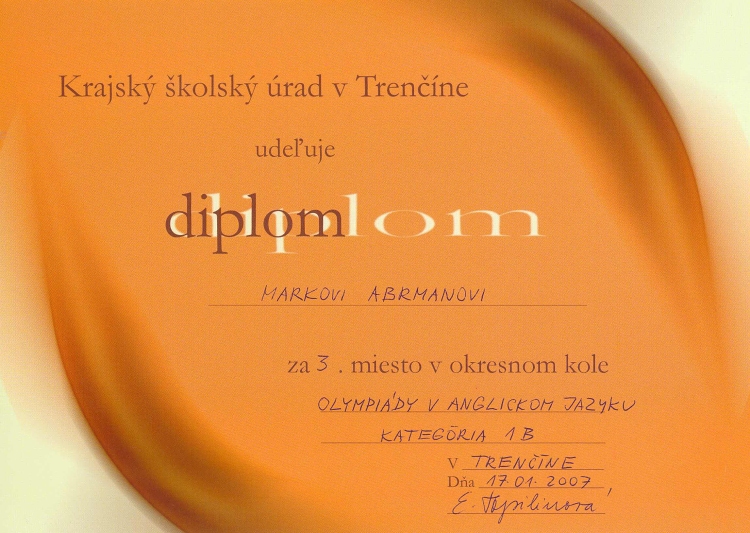 Krajský školský úrad v Trenčíne
udeľuje
diplom diplom
MARKOVI ABRMANOVI
za 3. miesto v okresnom kole
OLYMPIÁDY V ANGLICKOM JAZYKU
KATEGÓRIA 1B
V TRENČÍNE
Dňa 17.01.2007
E.